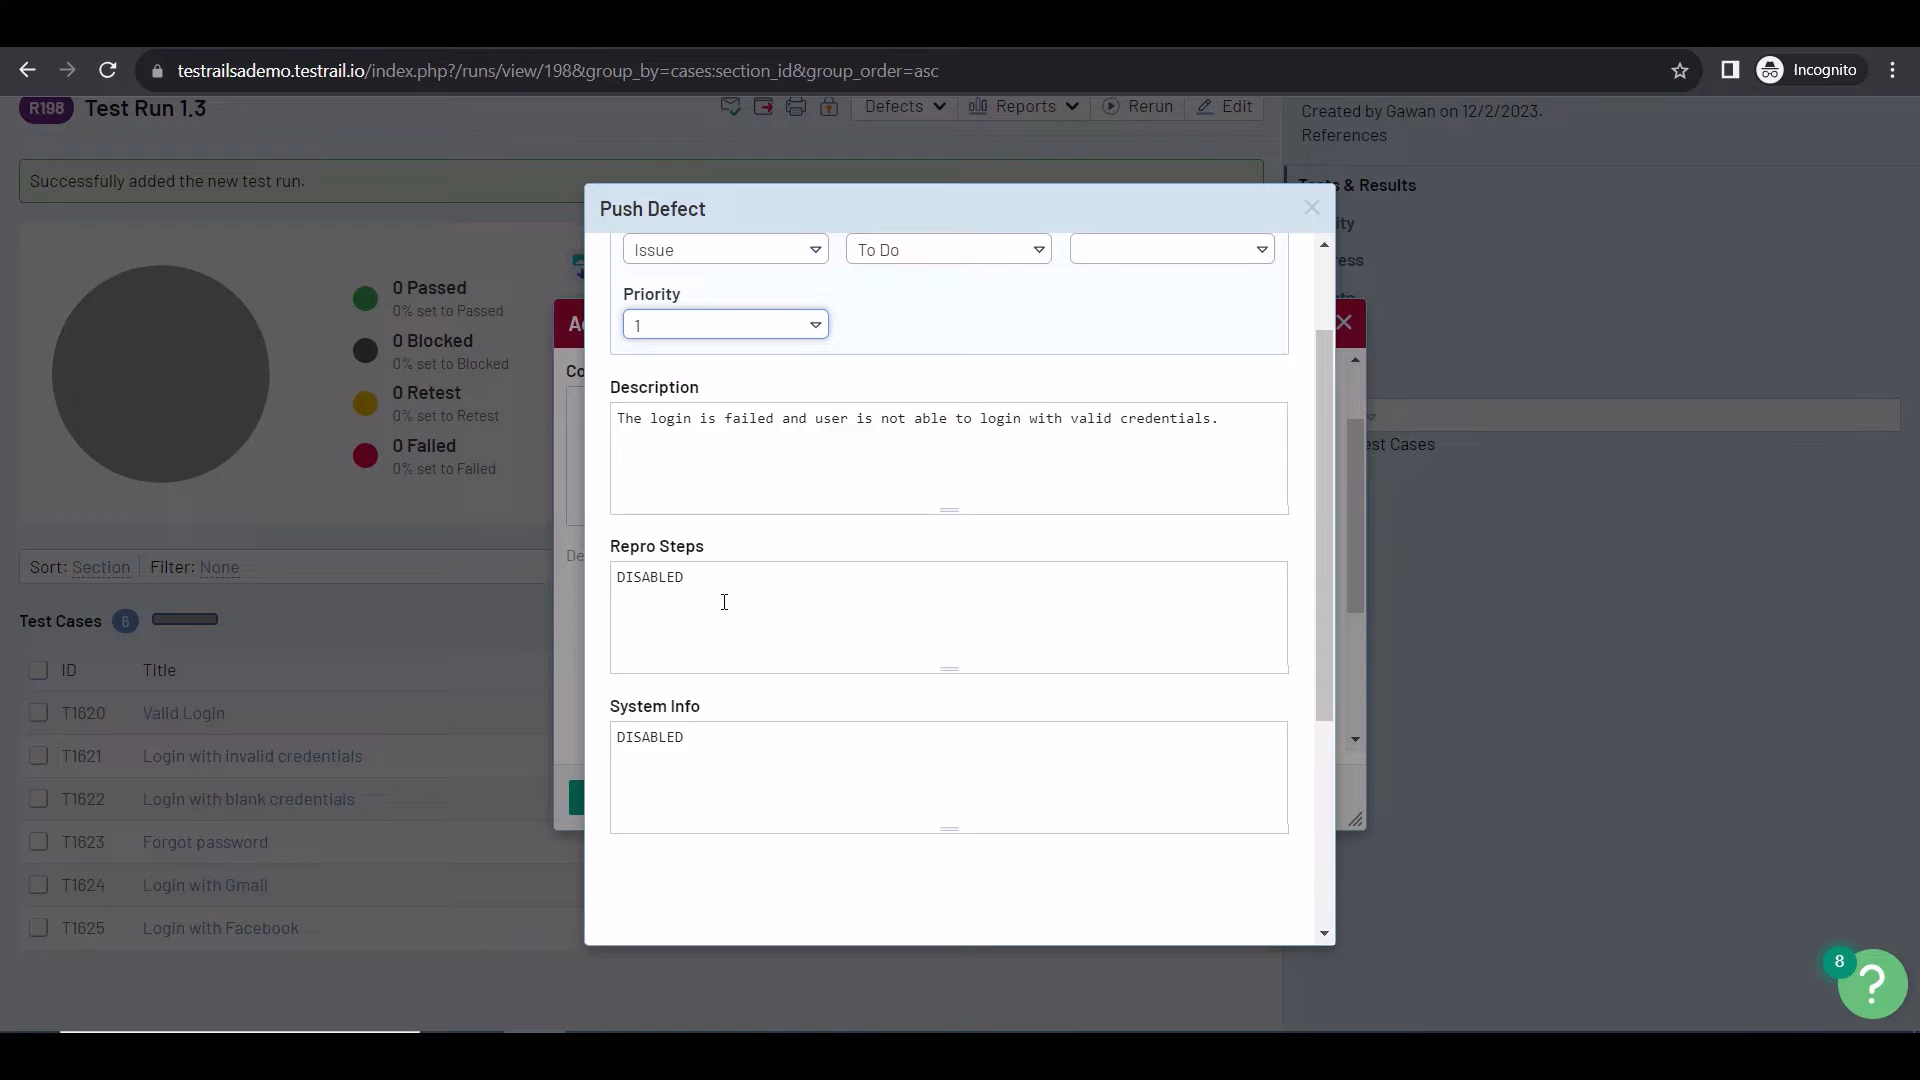 testrailsademo.testrail.io/index.php?/runs/view/198&group_by=cases:section_id&group_order=asc
Incognito
R198 Test Run 1.3
Defects
Reports
Rerun
Edit
Created by Gawan on 12/2/2023.
References
Successfully added the new test run.
Tests & Results
Push Defect
Issue
To Do
Priority
1
0 Passed
0% set to Passed
0 Blocked
0% set to Blocked
0 Retest
0% set to Retest
0 Failed
0% set to Failed
Description
The login is failed and user is not able to login with valid credentials.
Repro Steps
DISABLED
System Info
DISABLED
Sort: Section
Filter: None
Test Cases 6
ID Title
T1620 Valid Login
T1621 Login with invalid credentials
T1622 Login with blank credentials
T1623 Forgot password
T1624 Login with Gmail
T1625 Login with Facebook
est Cases
8
?